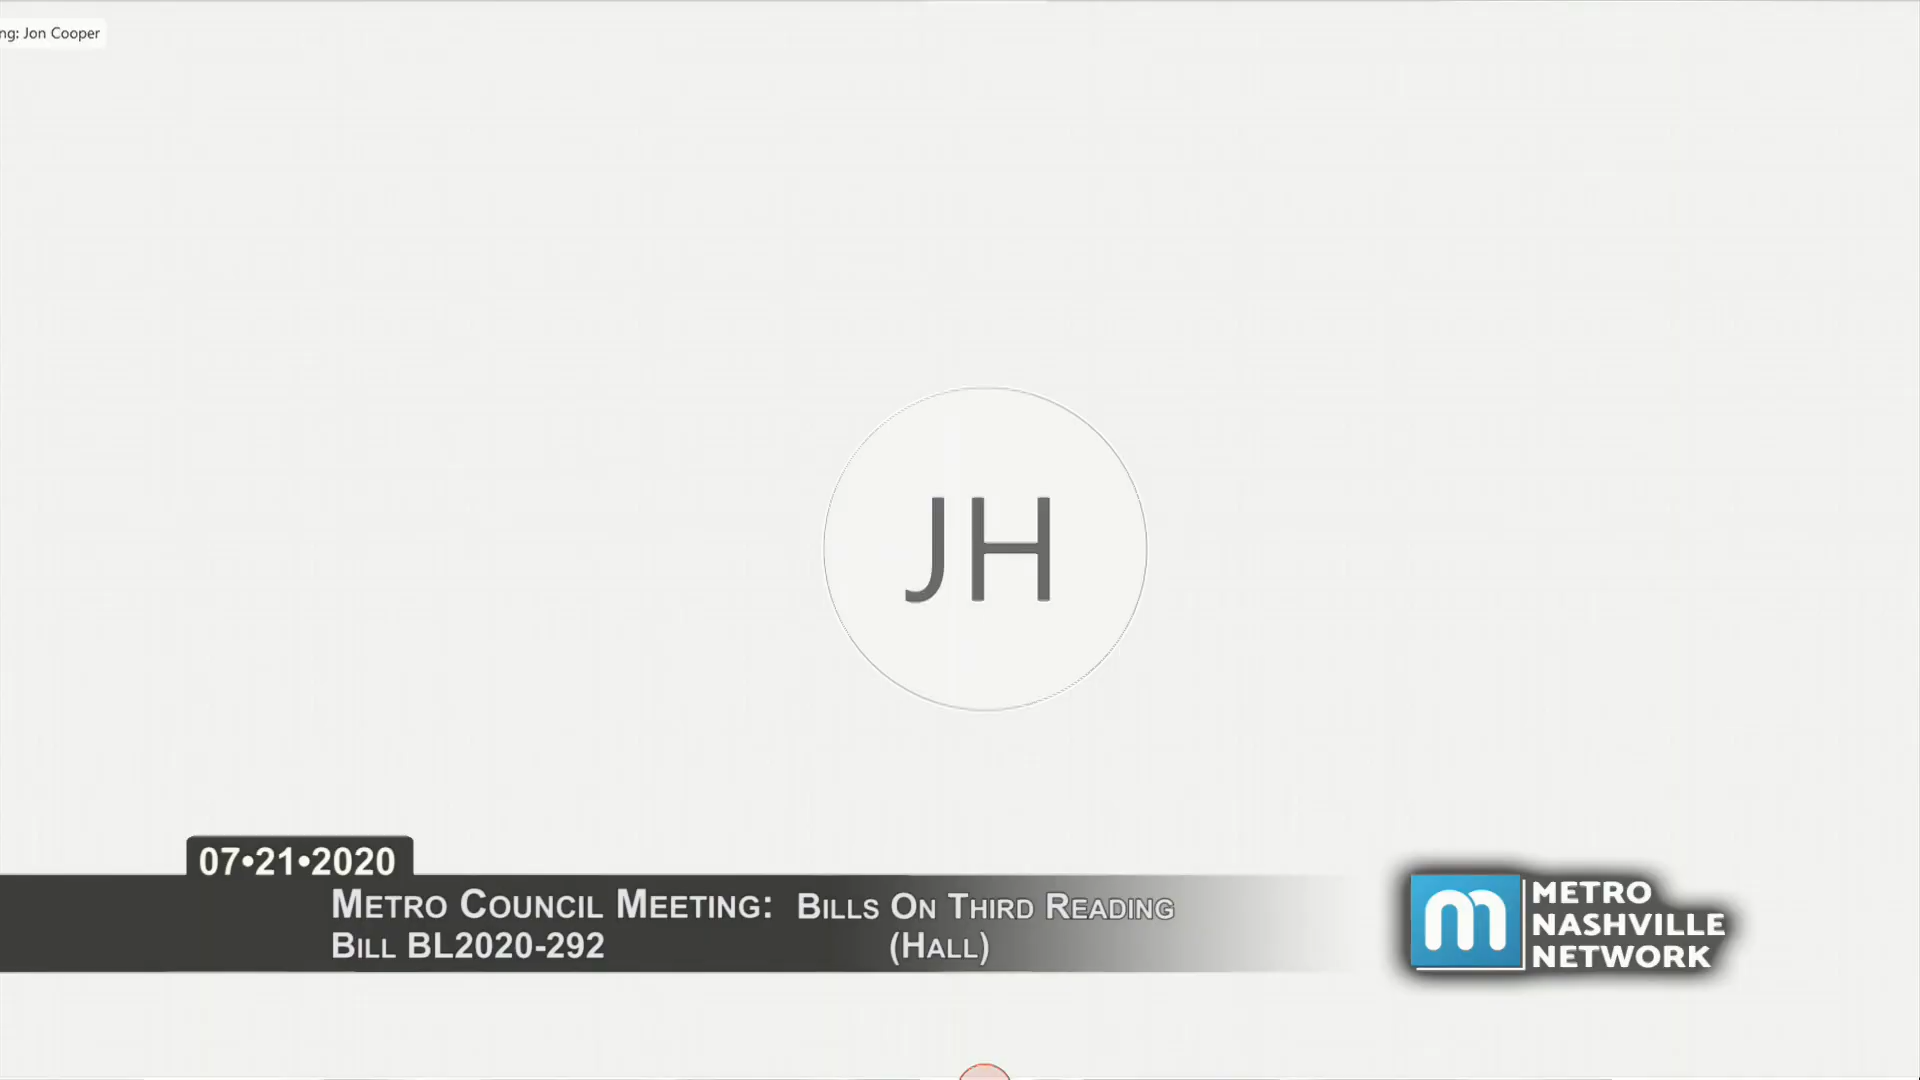 ng: Jon Cooper
JH
07•21•2020
METRO COUNCIL MEETING: BILLS ON THIRD READING
BILL BL2020-292 (HALL)
m METRO
NASHVILLE
NETWORK